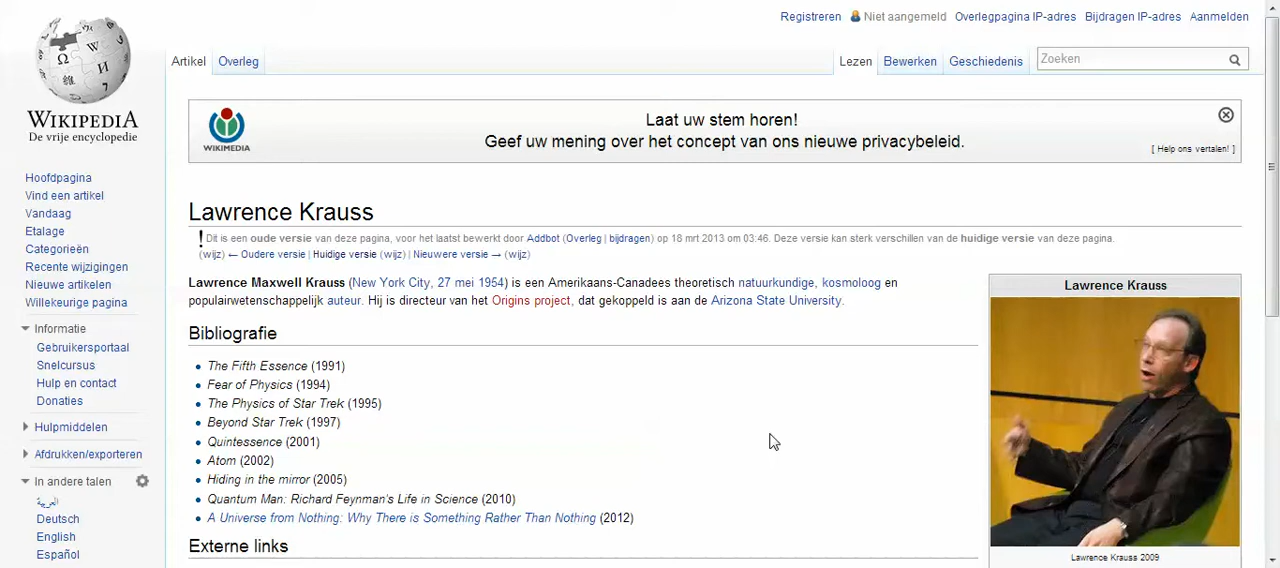 Registreren Niet aangemeld Overlegpagina IP-adres Bijdragen IP-adres Aanmelden
Artikel Overleg Lezen Bewerken Geschiedenis Zoeken
WIKIPEDIA
De vrije encyclopedie
Hoofdpagina
Vind een artikel
Vandaag
Etalage
Categorieën
Recente wijzigingen
Nieuwe artikelen
Willekeurige pagina
Informatie
Gebruikersportaal
Snelcursus
Hulp en contact
Donaties
Hulpmiddelen
Afdrukken/exporteren
In andere talen
العربية
Deutsch
English
Español
WIKIMEDIA
Laat uw stem horen!
Geef uw mening over het concept van ons nieuwe privacybeleid.
[ Help ons vertalen! ]
Lawrence Krauss
! Dit is een oude versie van deze pagina, voor het laatst bewerkt door Addbot (Overleg | bijdragen) op 18 mrt 2013 om 03:46. Deze versie kan sterk verschillen van de huidige versie van deze pagina.
(wijz) ← Oudere versie | Huidige versie (wijz) | Nieuwere versie → (wijz)
Lawrence Maxwell Krauss (New York City, 27 mei 1954) is een Amerikaans-Canadees theoretisch natuurkundige, kosmoloog en
populairwetenschappelijk auteur. Hij is directeur van het Origins project, dat gekoppeld is aan de Arizona State University.
Bibliografie
The Fifth Essence (1991)
Fear of Physics (1994)
The Physics of Star Trek (1995)
Beyond Star Trek (1997)
Quintessence (2001)
Atom (2002)
Hiding in the mirror (2005)
Quantum Man: Richard Feynman's Life in Science (2010)
A Universe from Nothing: Why There is Something Rather Than Nothing (2012)
Externe links
Lawrence Krauss
Lawrence Krauss 2009